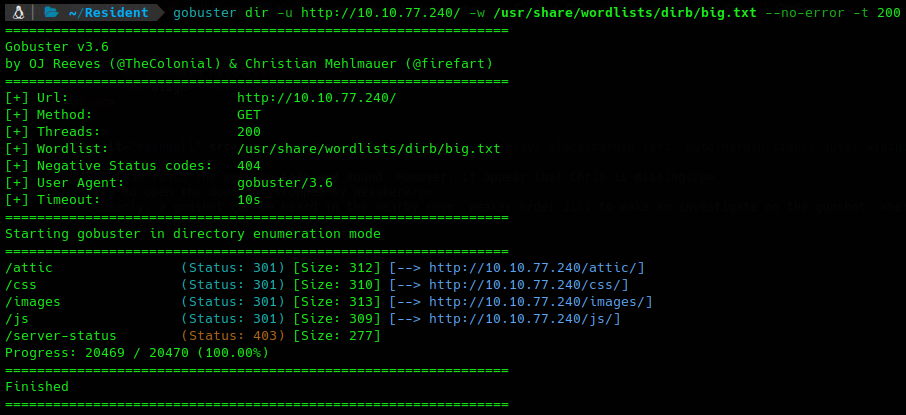 ~/Resident gobuster dir -u http://10.10.77.240/ -w /usr/share/wordlists/dirb/big.txt --no-error -t 200
===============================================================
Gobuster v3.6
by OJ Reeves (@TheColonial) & Christian Mehlmauer (@firefart)
===============================================================
[+] Url: http://10.10.77.240/
[+] Method: GET
[+] Threads: 200
[+] Wordlist: /usr/share/wordlists/dirb/big.txt
[+] Negative Status codes: 404
[+] User Agent: gobuster/3.6
[+] Timeout: 10s
===============================================================
Starting gobuster in directory enumeration mode
===============================================================
/attic (Status: 301) [Size: 312] [--> http://10.10.77.240/attic/]
/css (Status: 301) [Size: 310] [--> http://10.10.77.240/css/]
/images (Status: 301) [Size: 313] [--> http://10.10.77.240/images/]
/js (Status: 301) [Size: 309] [--> http://10.10.77.240/js/]
/server-status (Status: 403) [Size: 277]
Progress: 20469 / 20470 (100.00%)
===============================================================
Finished
===============================================================